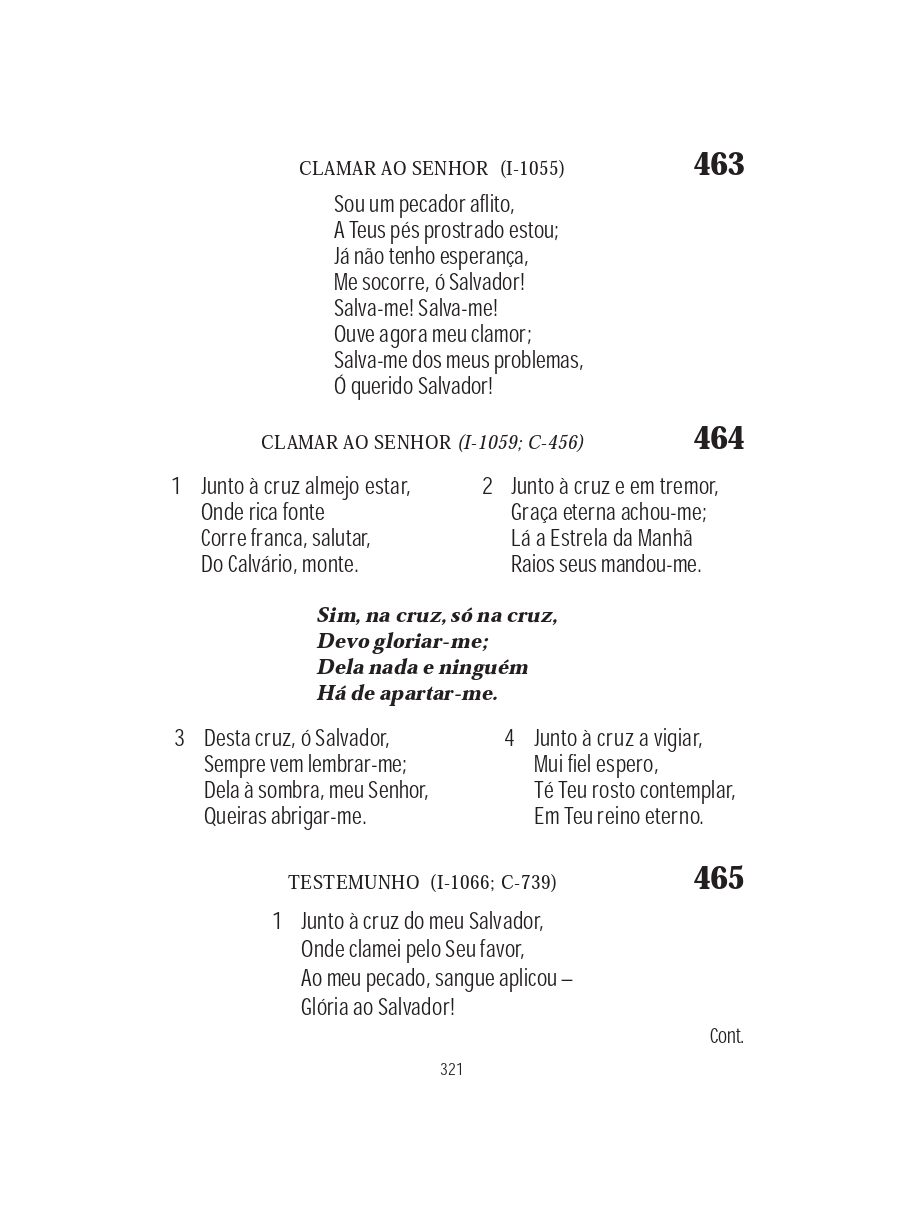 CLAMAR AO SENHOR (I-1055) 463
Sou um pecador aflito,
A Teus pés prostrado estou;
Já não tenho esperança,
Me socorre, ó Salvador!
Salva-me! Salva-me!
Ouve agora meu clamor;
Salva-me dos meus problemas,
Ó querido Salvador!
CLAMAR AO SENHOR (I-1059; C-456) 464
1 Junto à cruz almejo estar,
Onde rica fonte
Corre franca, salutar,
Do Calvário, monte.
2 Junto à cruz e em tremor,
Graça eterna achou-me;
Lá a Estrela da Manhã
Raios seus mandou-me.
Sim, na cruz, só na cruz,
Devo gloriar-me;
Dela nada e ninguém
Há de apartar-me.
3 Desta cruz, ó Salvador,
Sempre vem lembrar-me;
Dela à sombra, meu Senhor,
Queiras abrigar-me.
4 Junto à cruz a vigiar,
Mui fiel espero,
Té Teu rosto contemplar,
Em Teu reino eterno.
TESTEMUNHO (I-1066; C-739) 465
1 Junto à cruz do meu Salvador,
Onde clamei pelo Seu favor,
Ao meu pecado, sangue aplicou –
Glória ao Salvador!
Cont.
321